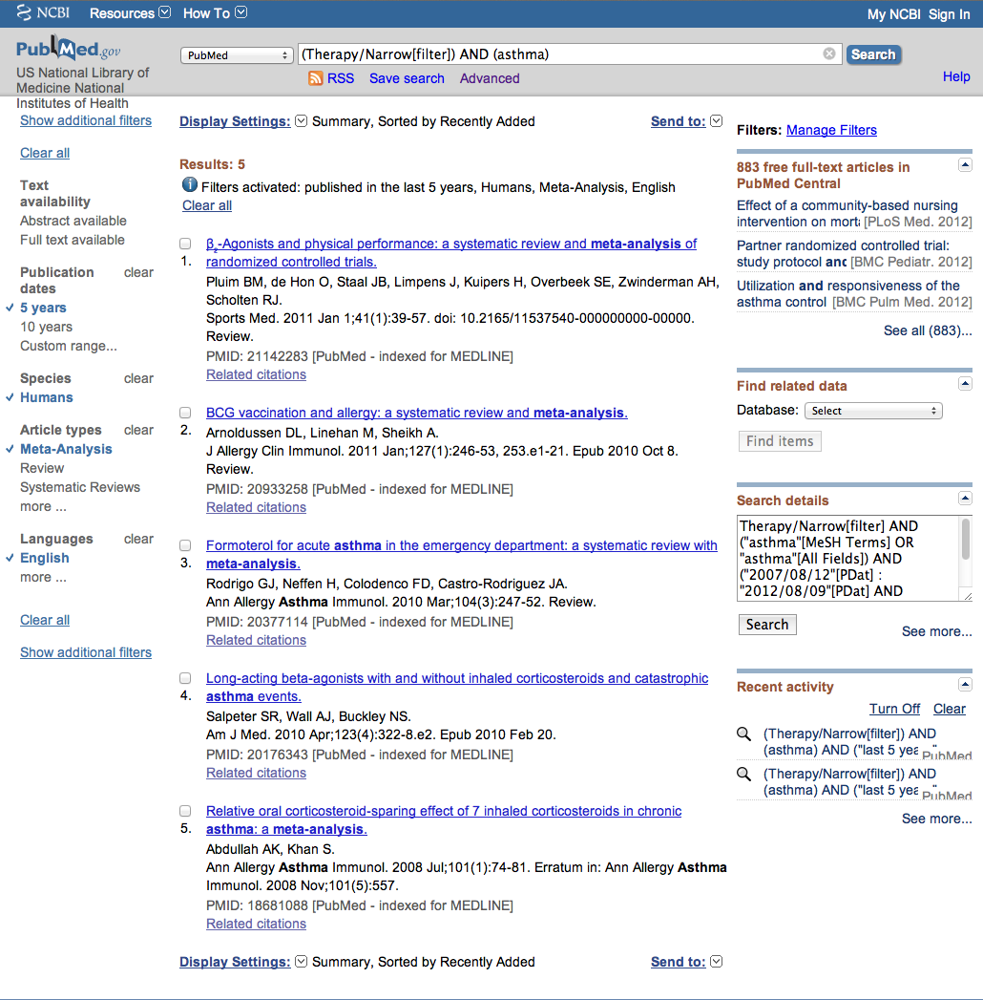 NCBI Resources How To My NCBI Sign In
PubMed.gov
US National Library of
Medicine National
Institutes of Health
PubMed (Therapy/Narrow[filter]) AND (asthma) Search
RSS Save search Advanced
Help
Show additional filters
Clear all
Text
availability
Abstract available
Full text available
Publication clear
dates
5 years
10 years
Custom range...
Species clear
Humans
Article types clear
Meta-Analysis
Review
Systematic Reviews
more ...
Languages clear
English
more ...
Clear all
Show additional filters
Display Settings: Summary, Sorted by Recently Added Send to:
Results: 5
Filters activated: published in the last 5 years, Humans, Meta-Analysis, English
Clear all
β2-Agonists and physical performance: a systematic review and meta-analysis of
1. randomized controlled trials.
Pluim BM, de Hon O, Staal JB, Limpens J, Kuipers H, Overbeek SE, Zwinderman AH,
Scholten RJ.
Sports Med. 2011 Jan 1;41(1):39-57. doi: 10.2165/11537540-000000000-00000.
Review.
PMID: 21142283 [PubMed - indexed for MEDLINE]
Related citations
BCG vaccination and allergy: a systematic review and meta-analysis.
2. Arnoldussen DL, Linehan M, Sheikh A.
J Allergy Clin Immunol. 2011 Jan;127(1):246-53, 253.e1-21. Epub 2010 Oct 8.
Review.
PMID: 20933258 [PubMed - indexed for MEDLINE]
Related citations
Formoterol for acute asthma in the emergency department: a systematic review with
3. meta-analysis.
Rodrigo GJ, Neffen H, Colodenco FD, Castro-Rodriguez JA.
Ann Allergy Asthma Immunol. 2010 Mar;104(3):247-52. Review.
PMID: 20377114 [PubMed - indexed for MEDLINE]
Related citations
Long-acting beta-agonists with and without inhaled corticosteroids and catastrophic
4. asthma events.
Salpeter SR, Wall AJ, Buckley NS.
Am J Med. 2010 Apr;123(4):322-8.e2. Epub 2010 Feb 20.
PMID: 20176343 [PubMed - indexed for MEDLINE]
Related citations
Relative oral corticosteroid-sparing effect of 7 inhaled corticosteroids in chronic
5. asthma: a meta-analysis.
Abdullah AK, Khan S.
Ann Allergy Asthma Immunol. 2008 Jul;101(1):74-81. Erratum in: Ann Allergy Asthma
Immunol. 2008 Nov;101(5):557.
PMID: 18681088 [PubMed - indexed for MEDLINE]
Related citations
Display Settings: Summary, Sorted by Recently Added Send to:
Filters: Manage Filters
883 free full-text articles in
PubMed Central
Effect of a community-based nursing
intervention on morta [PLoS Med. 2012]
Partner randomized controlled trial:
study protocol and [BMC Pediatr. 2012]
Utilization and responsiveness of the
asthma control [BMC Pulm Med. 2012]
See all (883)...
Find related data
Database: Select
Find items
Search details
Therapy/Narrow[filter] AND
("asthma"[MeSH Terms] OR
"asthma"[All Fields]) AND
("2007/08/12"[PDat] :
"2012/08/09"[PDat] AND
Search
See more...
Recent activity
Turn Off Clear
(Therapy/Narrow[filter]) AND
(asthma) AND ("last 5 yea " PubMed
(Therapy/Narrow[filter]) AND
(asthma) AND ("last 5 yea " PubMed
See more...